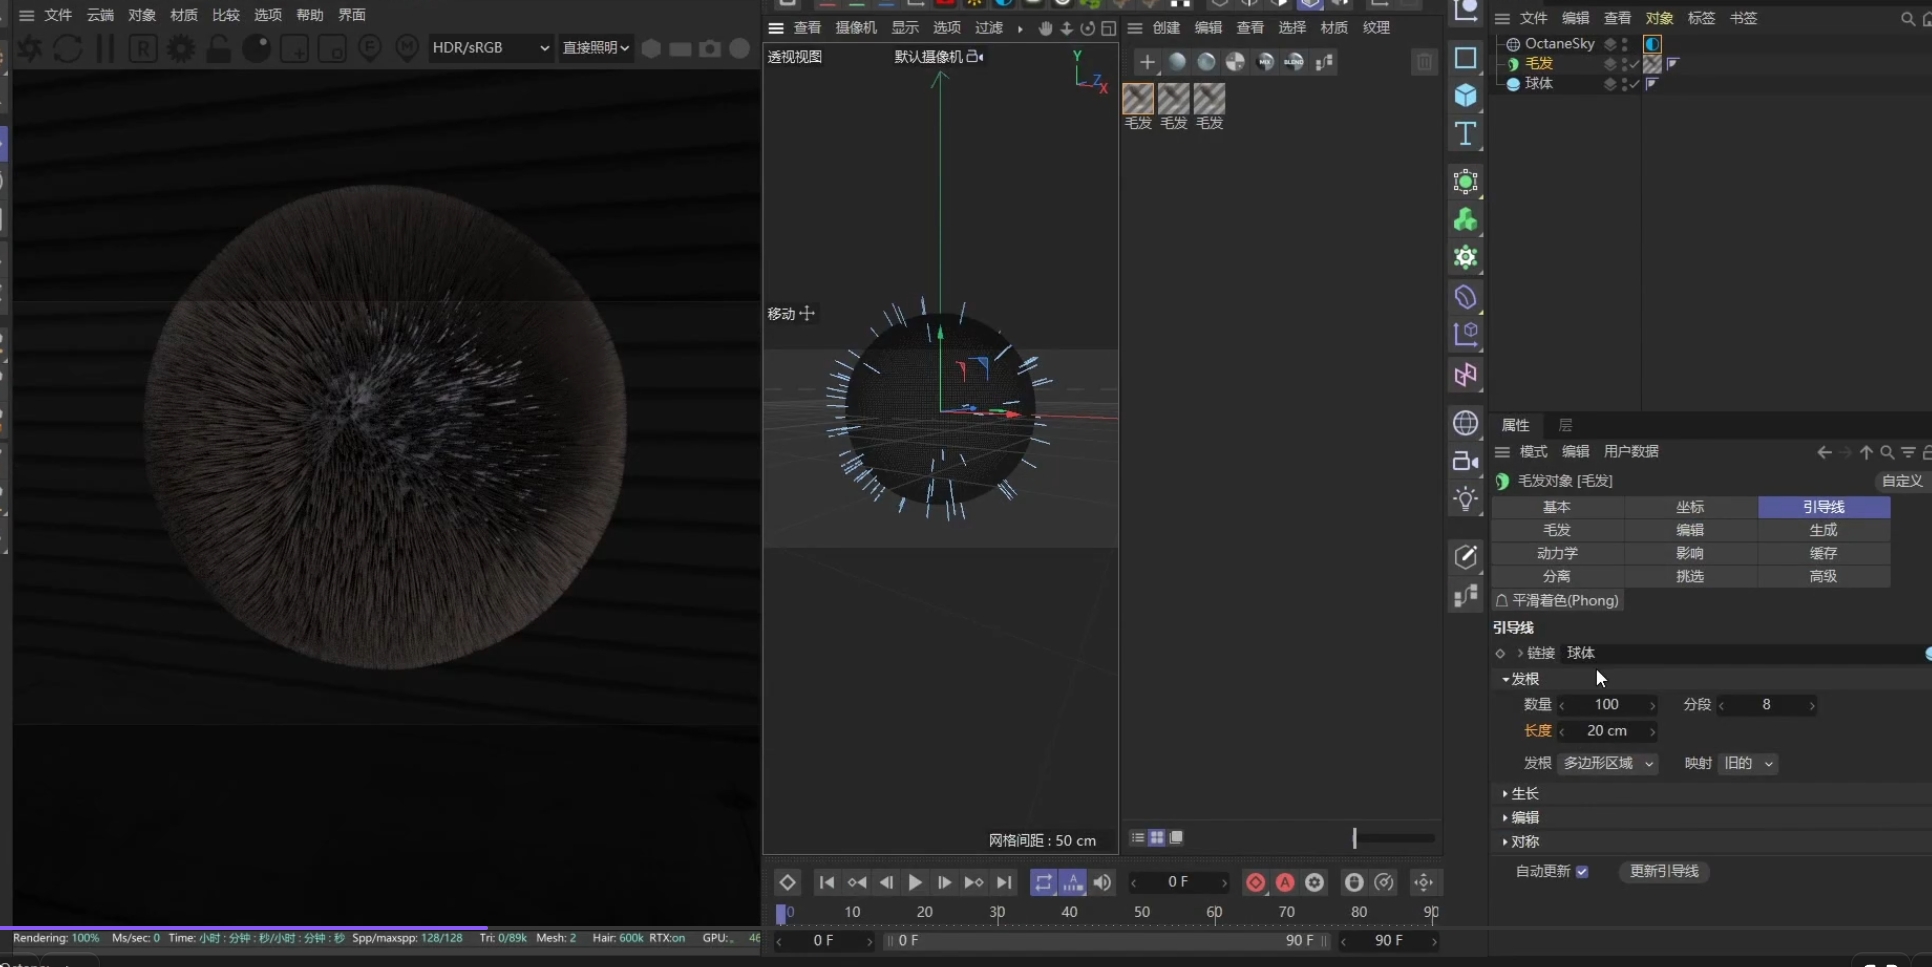 文件 云端 对象 材质 比较 选项 帮助 界面
HDR/sRGB 直接照明
查看 摄像机 显示 选项 过滤
透视视图 默认摄像机
Y
Z
X
移动
网格间距 : 50 cm
创建 编辑 查看 选择 材质 纹理
MIX BLEND
毛发 毛发 毛发
文件 编辑 查看 对象 标签 书签
OctaneSky
毛发
球体
属性 层
模式 编辑 用户数据
毛发对象 [毛发] 自定义
基本 坐标 引导线
毛发 编辑 生成
动力学 影响 缓存
分离 挑选 高级
平滑着色(Phong)
引导线
链接 球体
发根
数量 100 分段 8
长度 20 cm
发根 多边形区域 映射 旧的
生长
编辑
对称
自动更新 更新引导线
0 F
0 10 20 30 40 50 60 70 80 90
0 F 0 F 90 F 90 F
Rendering: 100% Ms/sec: 0 Time: 小时 : 分钟 : 秒/小时 : 分钟 : 秒 Spp/maxspp: 128/128 Tri: 0/89k Mesh: 2 Hair: 600k RTX:on GPU: 46